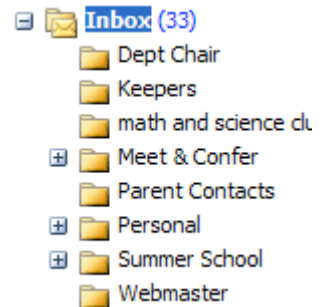 Inbox (33)
Dept Chair
Keepers
math and science clu
Meet & Confer
Parent Contacts
Personal
Summer School
Webmaster